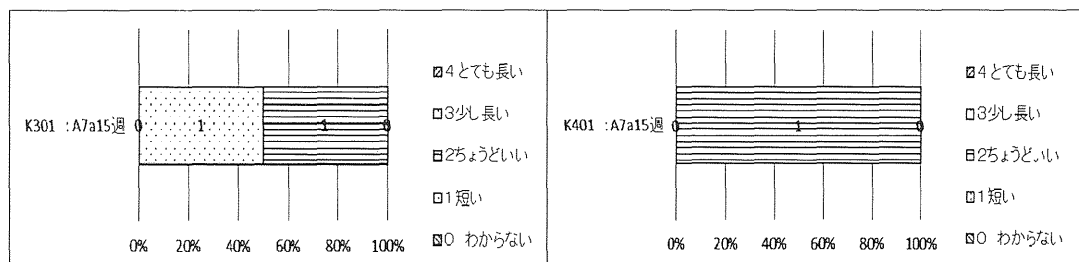 K301 :A7a15週
0
1
1
0
0%
20%
40%
60%
80%
100%
4とても長い
3少し長い
2ちょうどいい
1短い
0 わからない
K401 :A7a15週
0
1
0
0%
20%
40%
60%
80%
100%
4とても長い
3少し長い
2ちょうどいい
1短い
0 わからない